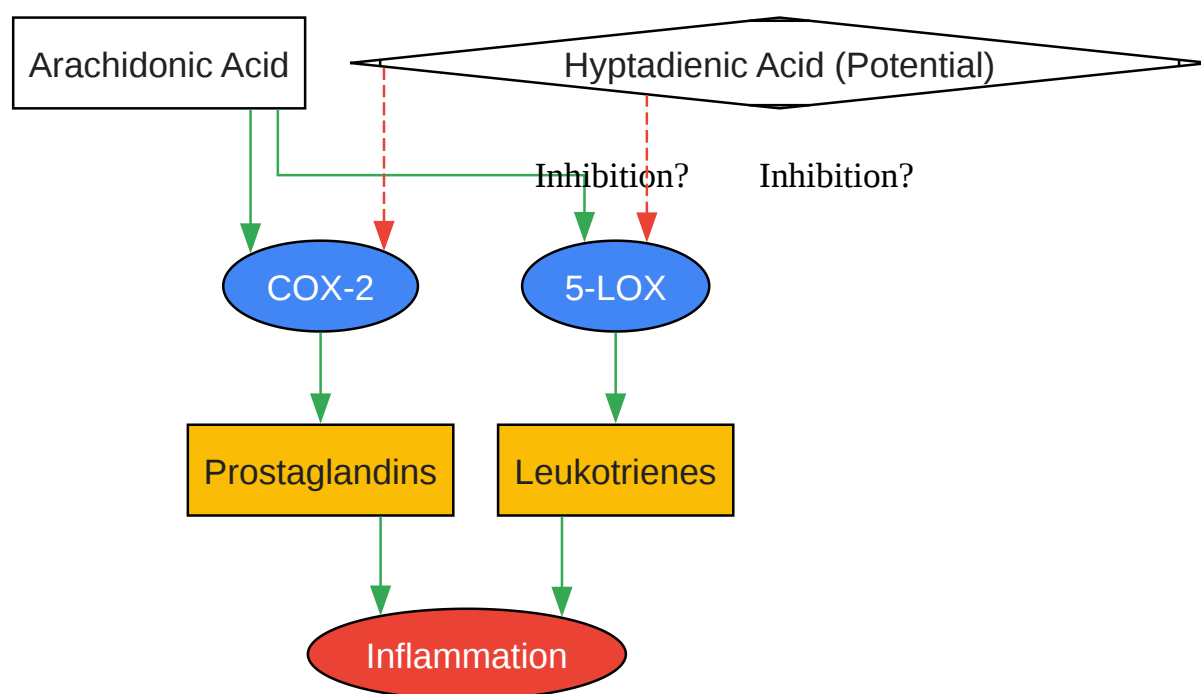 Arachidonic Acid
Hyptadienic Acid (Potential)
Inhibition?
Inhibition?
COX-2
5-LOX
Prostaglandins
Leukotrienes
Inflammation